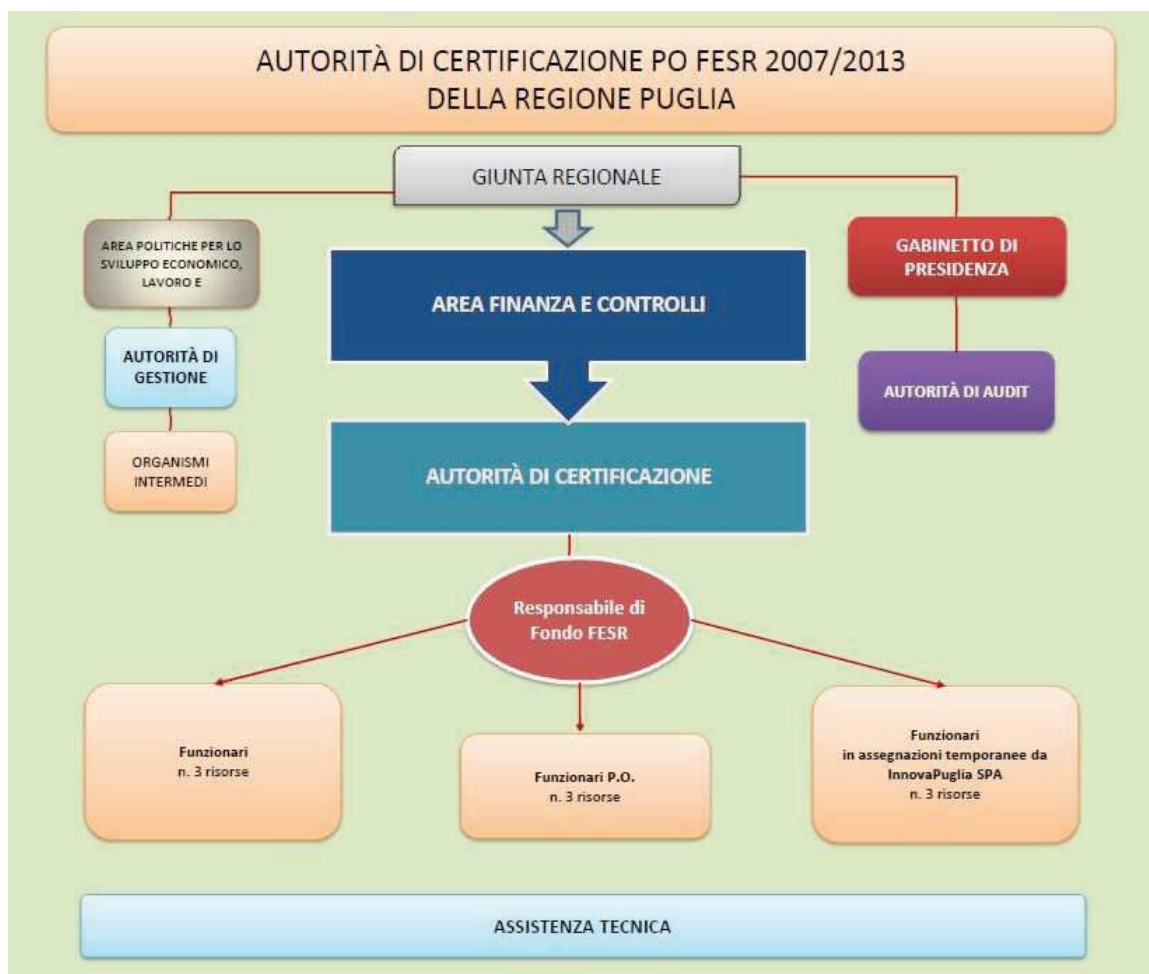 AUTORITÀ DI CERTIFICAZIONE PO FESR 2007/2013
DELLA REGIONE PUGLIA
GIUNTA REGIONALE
AREA POLITICHE PER LO
SVILUPPO ECONOMICO,
LAVORO E
GABINETTO DI
PRESIDENZA
AREA FINANZA E CONTROLLI
AUTORITÀ DI
GESTIONE
AUTORITÀ DI AUDIT
ORGANISMI
INTERMEDI
AUTORITÀ DI CERTIFICAZIONE
Responsabile di
Fondo FESR
Funzionari
n. 3 risorse
Funzionari P.O.
n. 3 risorse
Funzionari
in assegnazioni temporanee da
InnovaPuglia SPA
n. 3 risorse
ASSISTENZA TECNICA